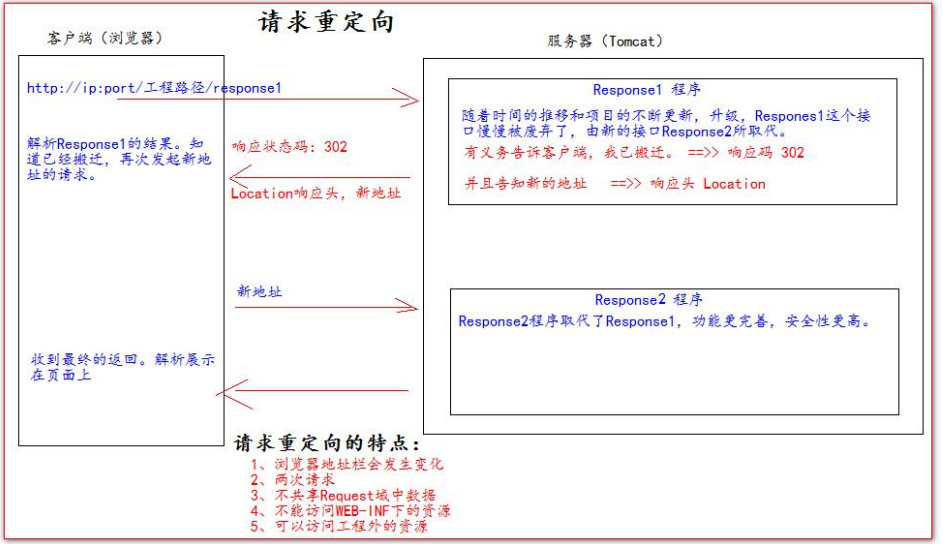 请求重定向
客户端（浏览器）
服务器（Tomcat）
http://ip:port/工程路径/response1
Response1 程序
随着时间的推移和项目的不断更新，升级，Respones1这个接
口慢慢被废弃了，由新的接口Response2所取代。
有义务告诉客户端，我已搬迁。 ==>> 响应码 302
并且告知新的地址 ==>> 响应头 Location
解析Response1的结果。知
道已经搬迁，再次发起新地
址的请求。
响应状态码：302
Location响应头，新地址
新地址
Response2 程序
Response2程序取代了Response1，功能更完善，安全性更高。
收到最终的返回。解析展示
在页面上
请求重定向的特点：
1、浏览器地址栏会发生变化
2、两次请求
3、不共享Request域中数据
4、不能访问WEB-INF下的资源
5、可以访问工程外的资源